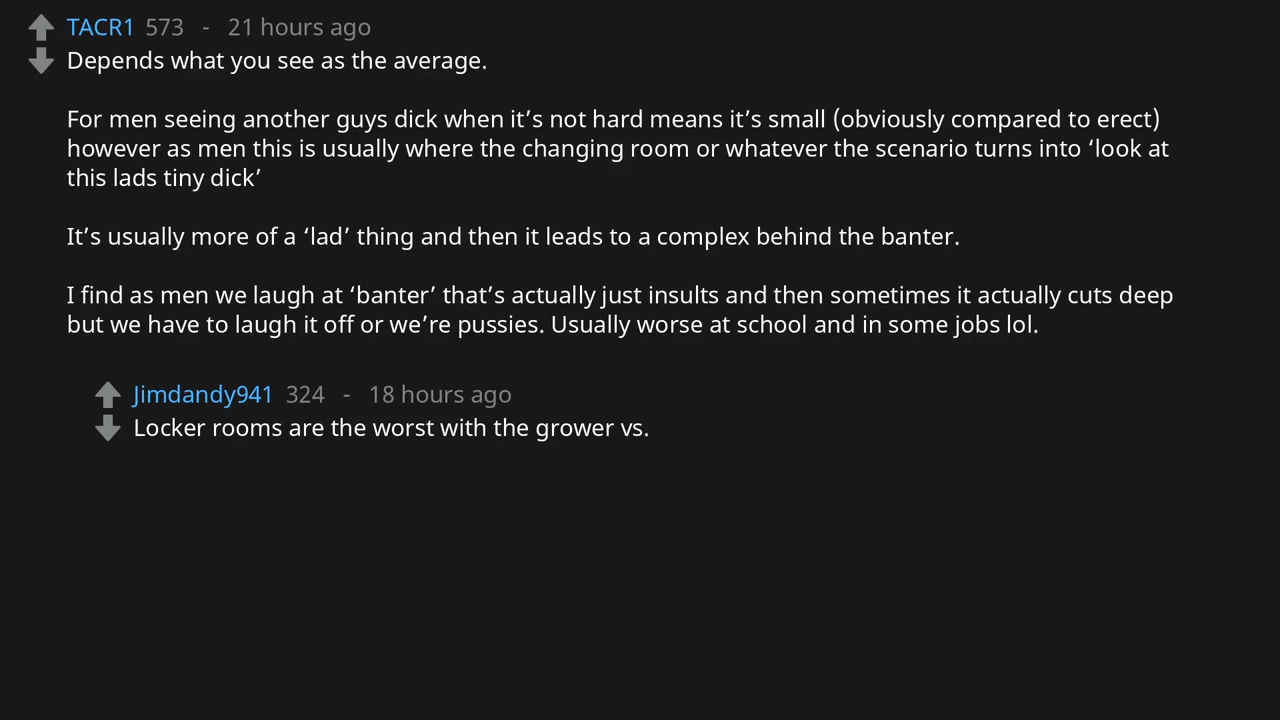 TACR1 573 - 21 hours ago
Depends what you see as the average.
For men seeing another guys dick when it’s not hard means it’s small (obviously compared to erect)
however as men this is usually where the changing room or whatever the scenario turns into ‘look at
this lads tiny dick’
It’s usually more of a ‘lad’ thing and then it leads to a complex behind the banter.
I find as men we laugh at ‘banter’ that’s actually just insults and then sometimes it actually cuts deep
but we have to laugh it off or we’re pussies. Usually worse at school and in some jobs lol.
Jimdandy941 324 - 18 hours ago
Locker rooms are the worst with the grower vs.